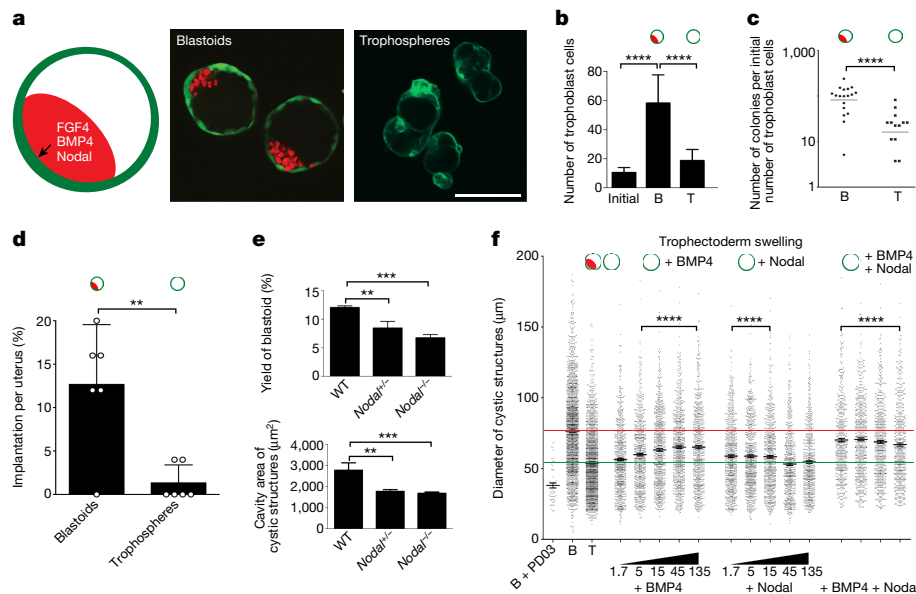 a
FGF4
BMP4
Nodal
Blastoids
Trophospheres
b
Number of trophoblast cells
80
60
40
20
0
****
****
Initial
B
T
c
Number of colonies per initial
number of trophoblast cells
1,000
10
1
****
B
T
d
Implantation per uterus (%)
20
15
10
5
0
**
Blastoids
Trophospheres
e
Yield of blastoid (%)
15
10
5
0
***
**
WT
Nodal+/−
Nodal−/−
Cavity area of
cystic structures (μm2)
4,000
3,000
2,000
1,000
0
***
**
WT
Nodal+/−
Nodal−/−
f
Trophectoderm swelling
+ BMP4
+ Nodal
+ BMP4
+ Nodal
Diameter of cystic structures (μm)
200
150
100
50
0
****
****
****
B + PD03
B
T
1.7 5 15 45 135
+ BMP4
1.7 5 15 45 135
+ Nodal
+ BMP4 + Nodal